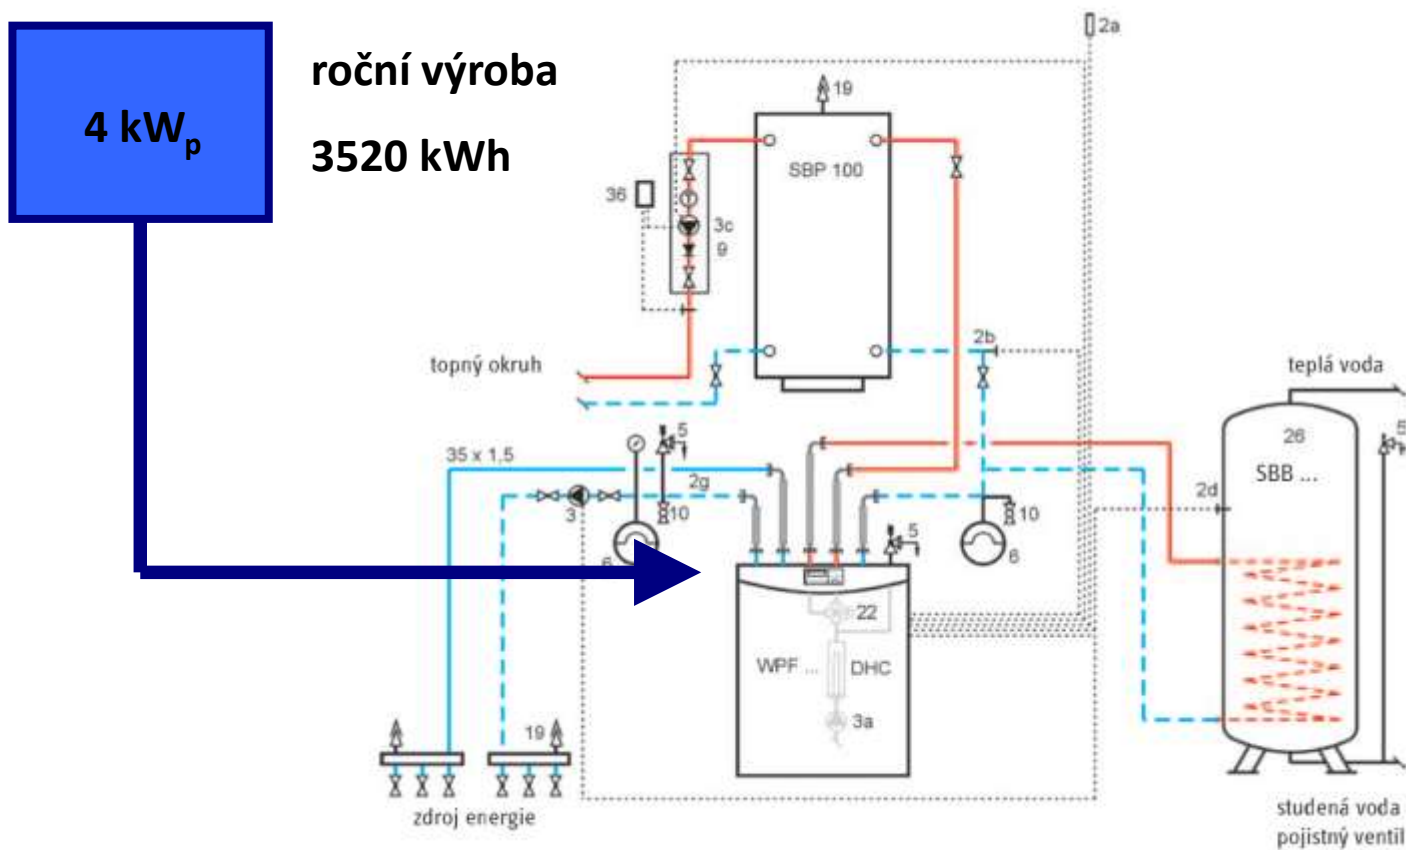 4 kWp
roční výroba
3520 kWh
2a
19
SBP 100
36
3c
9
2b
topný okruh
teplá voda
5
5
26
35 x 1,5
SBB ...
2g
2d
3
10
10
5
6
6
22
WPF ...
DHC
3a
19
zdroj energie
studená voda
pojistný ventil